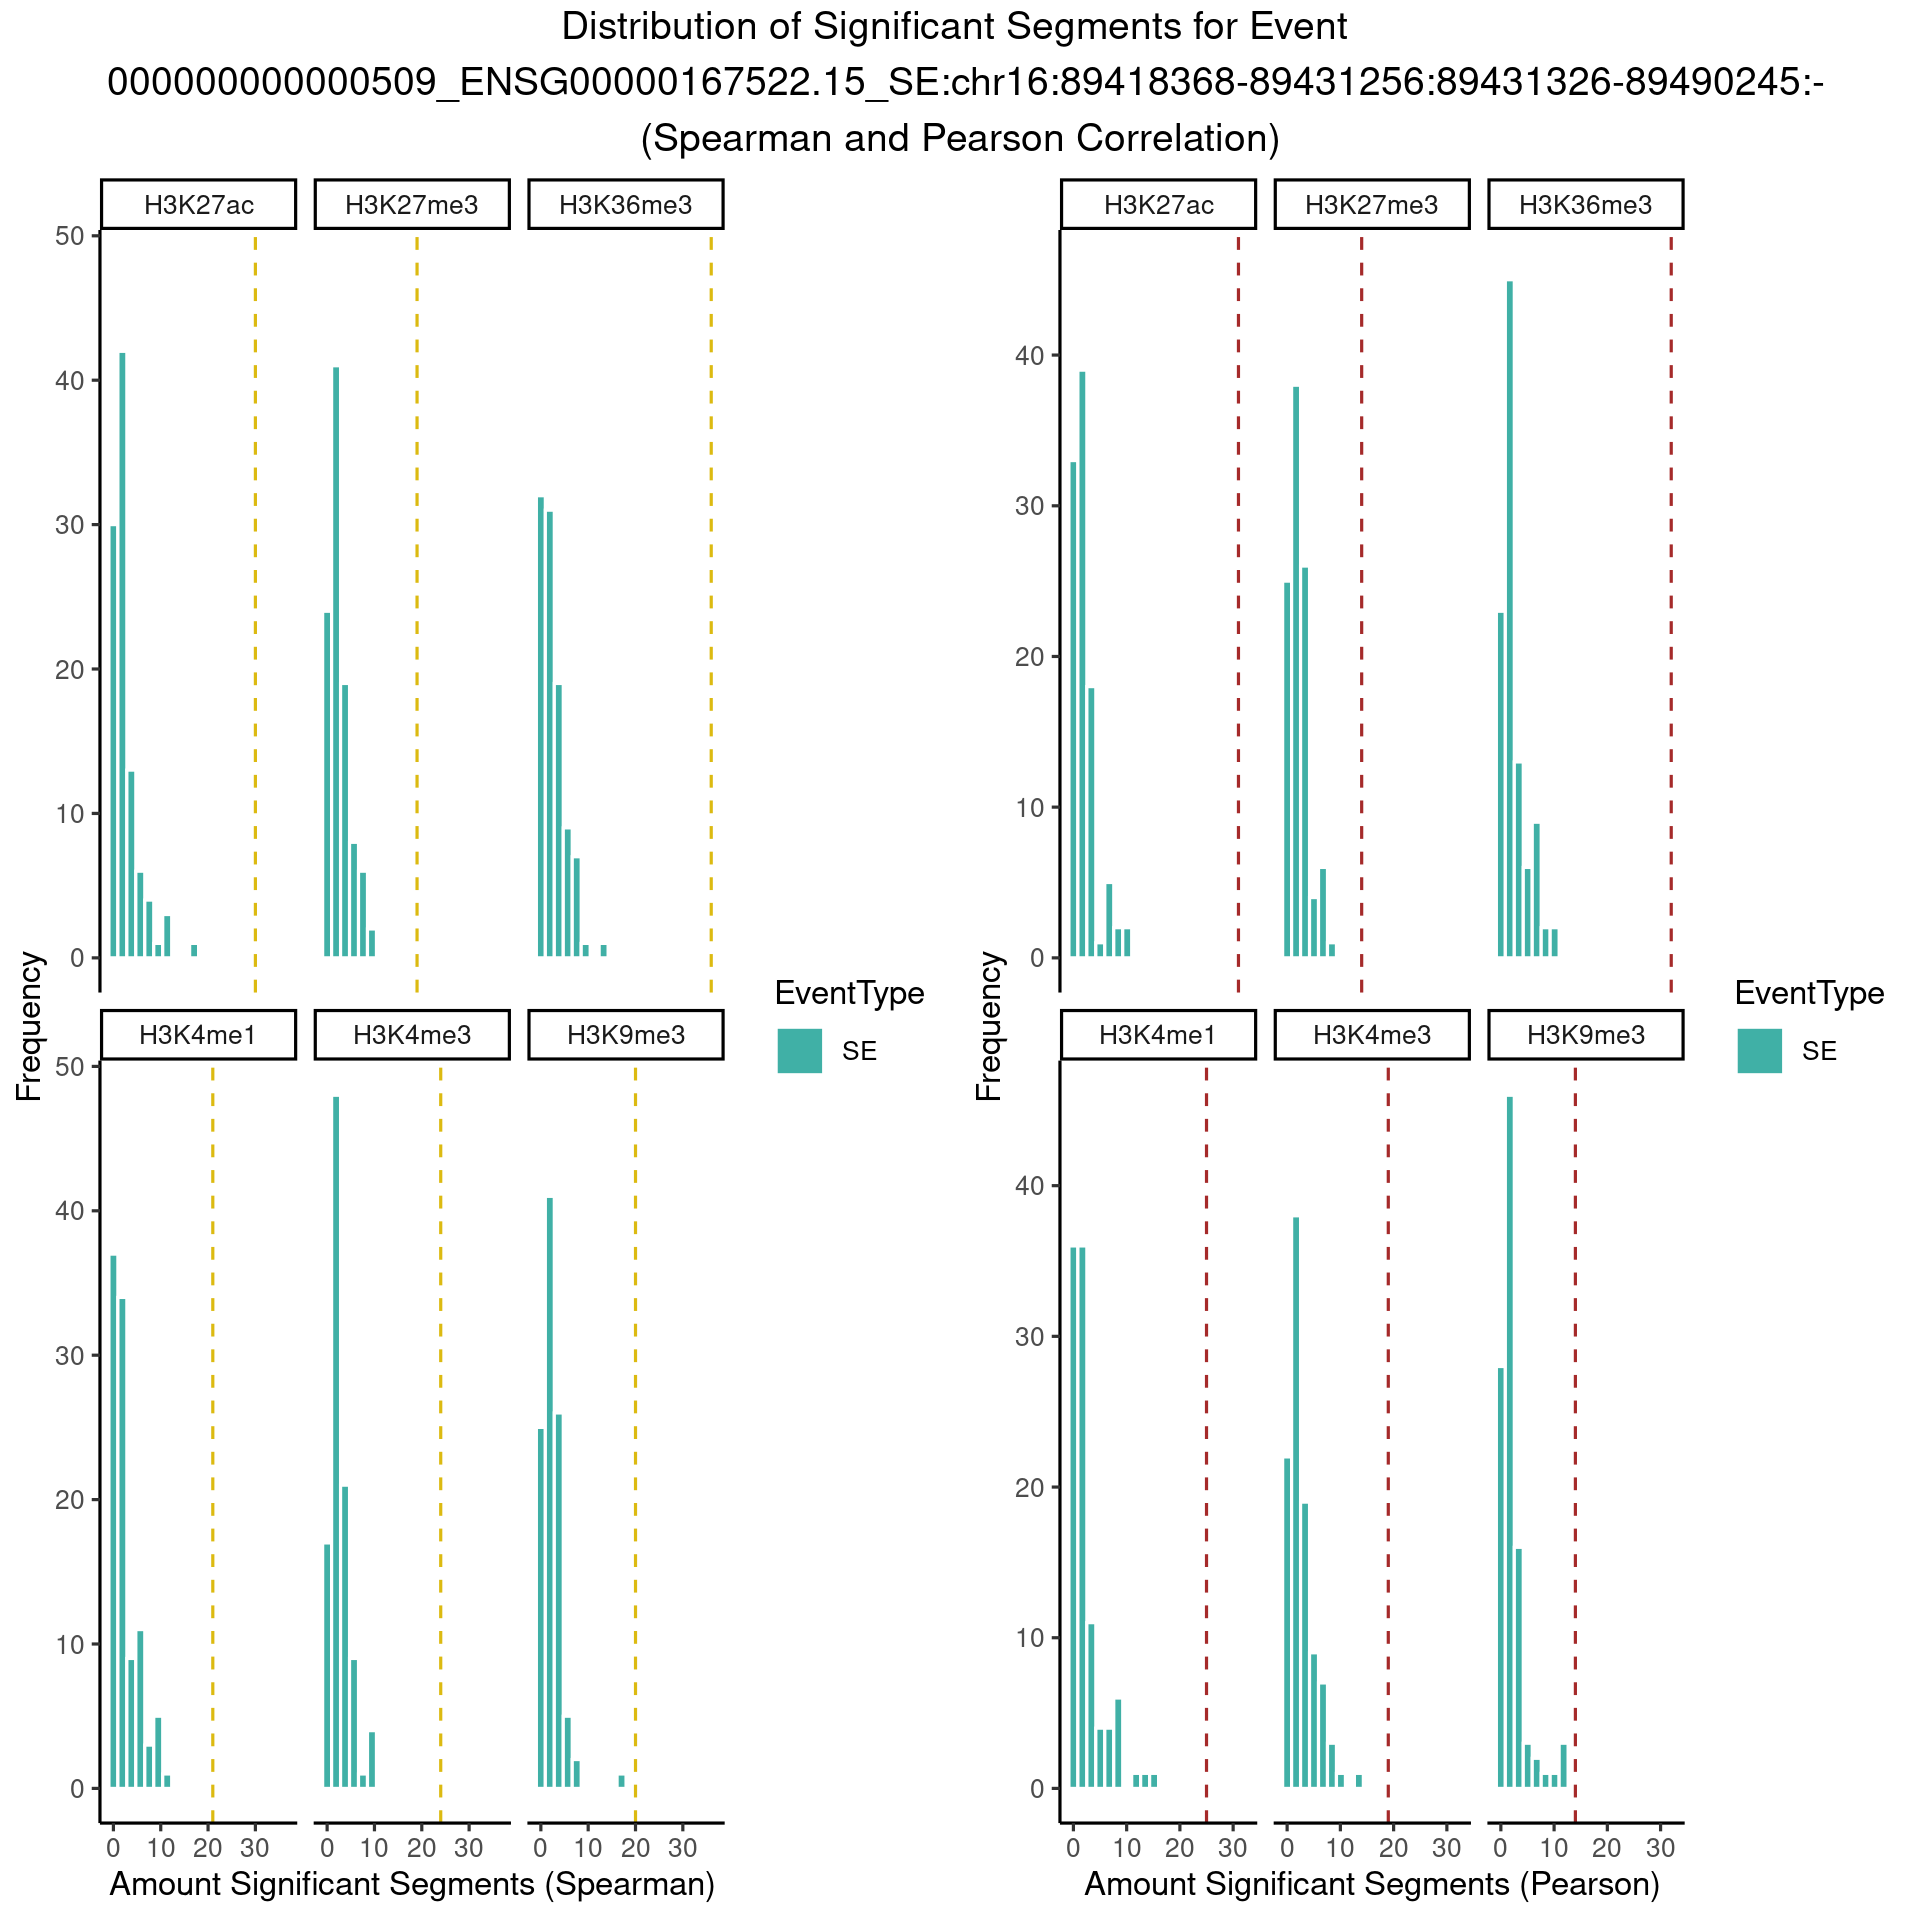 Distribution of Significant Segments for Event
000000000000509_ENSG00000167522.15_SE:chr16:89418368-89431256:89431326-89490245:-
(Spearman and Pearson Correlation)
H3K27ac H3K27me3 H3K36me3
50
40
30
20
10
0
H3K4me1 H3K4me3 H3K9me3
50
40
30
20
10
0
0 10 20 30 0 10 20 30 0 10 20 30
Amount Significant Segments (Spearman)
Frequency
EventType
SE
H3K27ac H3K27me3 H3K36me3
40
30
20
10
0
H3K4me1 H3K4me3 H3K9me3
40
30
20
10
0
0 10 20 30 0 10 20 30 0 10 20 30
Amount Significant Segments (Pearson)
Frequency
EventType
SE